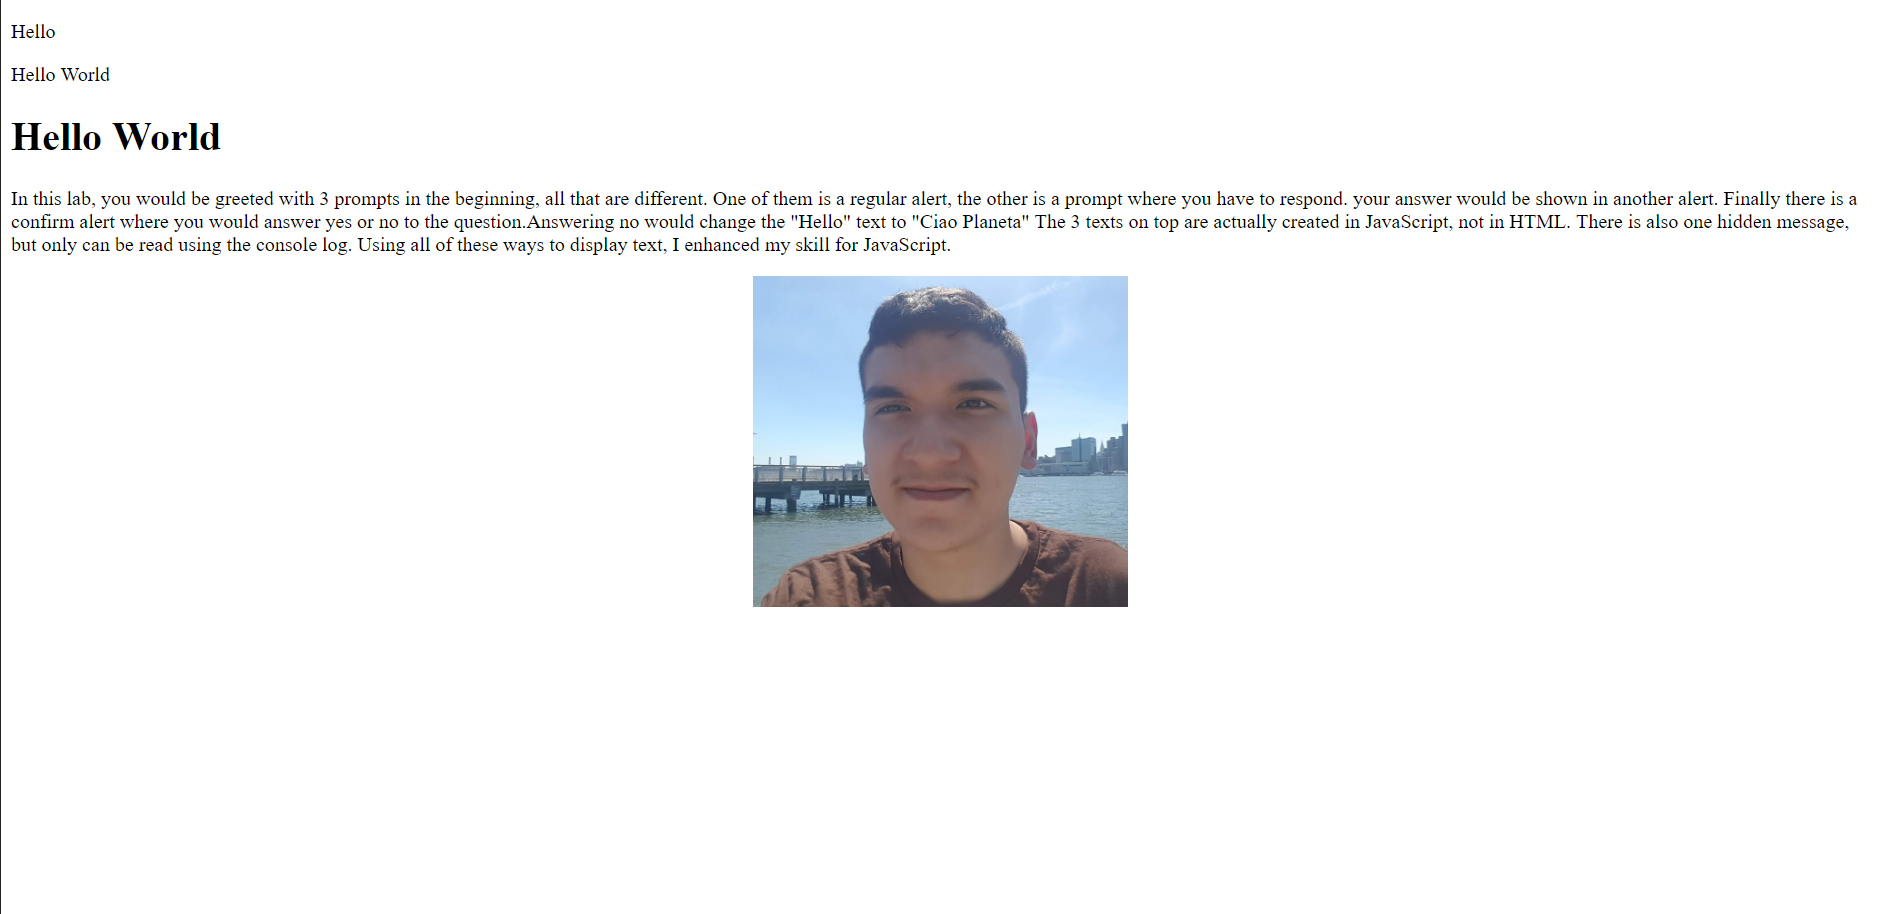 Hello
Hello World
Hello World
In this lab, you would be greeted with 3 prompts in the beginning, all that are different. One of them is a regular alert, the other is a prompt where you have to respond. your answer would be shown in another alert. Finally there is a
confirm alert where you would answer yes or no to the question.Answering no would change the "Hello" text to "Ciao Planeta" The 3 texts on top are actually created in JavaScript, not in HTML. There is also one hidden message,
but only can be read using the console log. Using all of these ways to display text, I enhanced my skill for JavaScript.